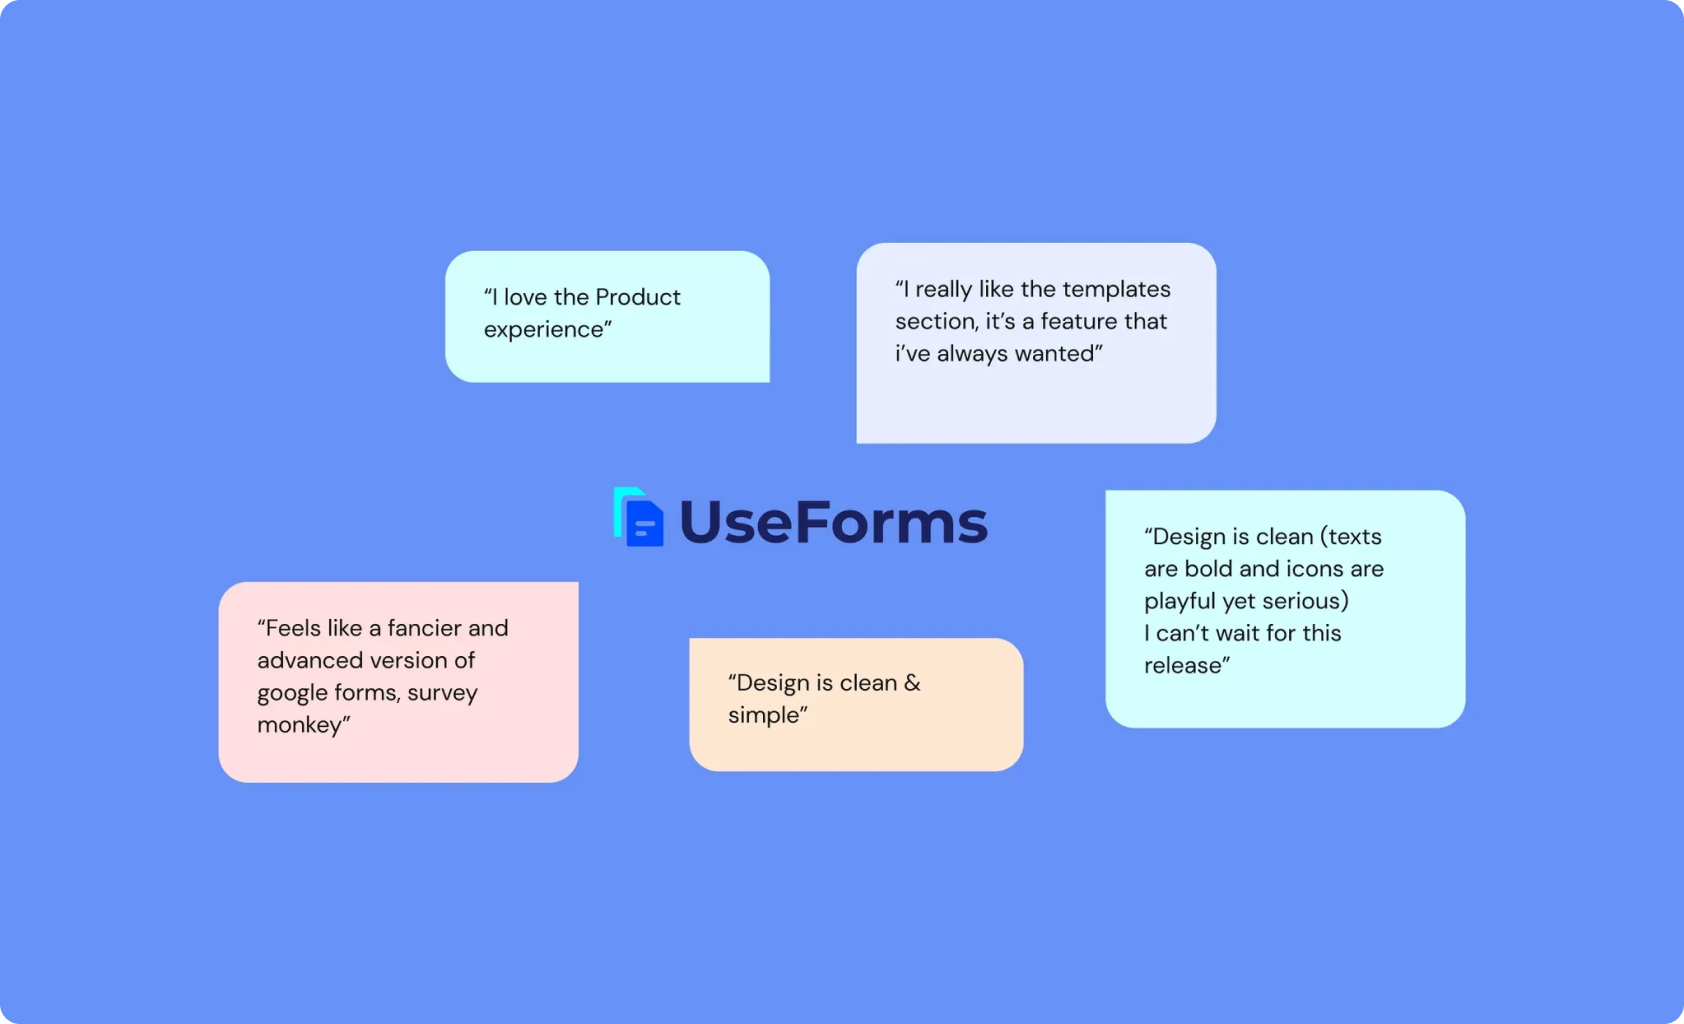 “I love the Product
experience”
“I really like the templates
section, it’s a feature that
i’ve always wanted”
UseForms
“Design is clean (texts
are bold and icons are
playful yet serious)
I can’t wait for this
release”
“Feels like a fancier and
advanced version of
google forms, survey
monkey”
“Design is clean &
simple”